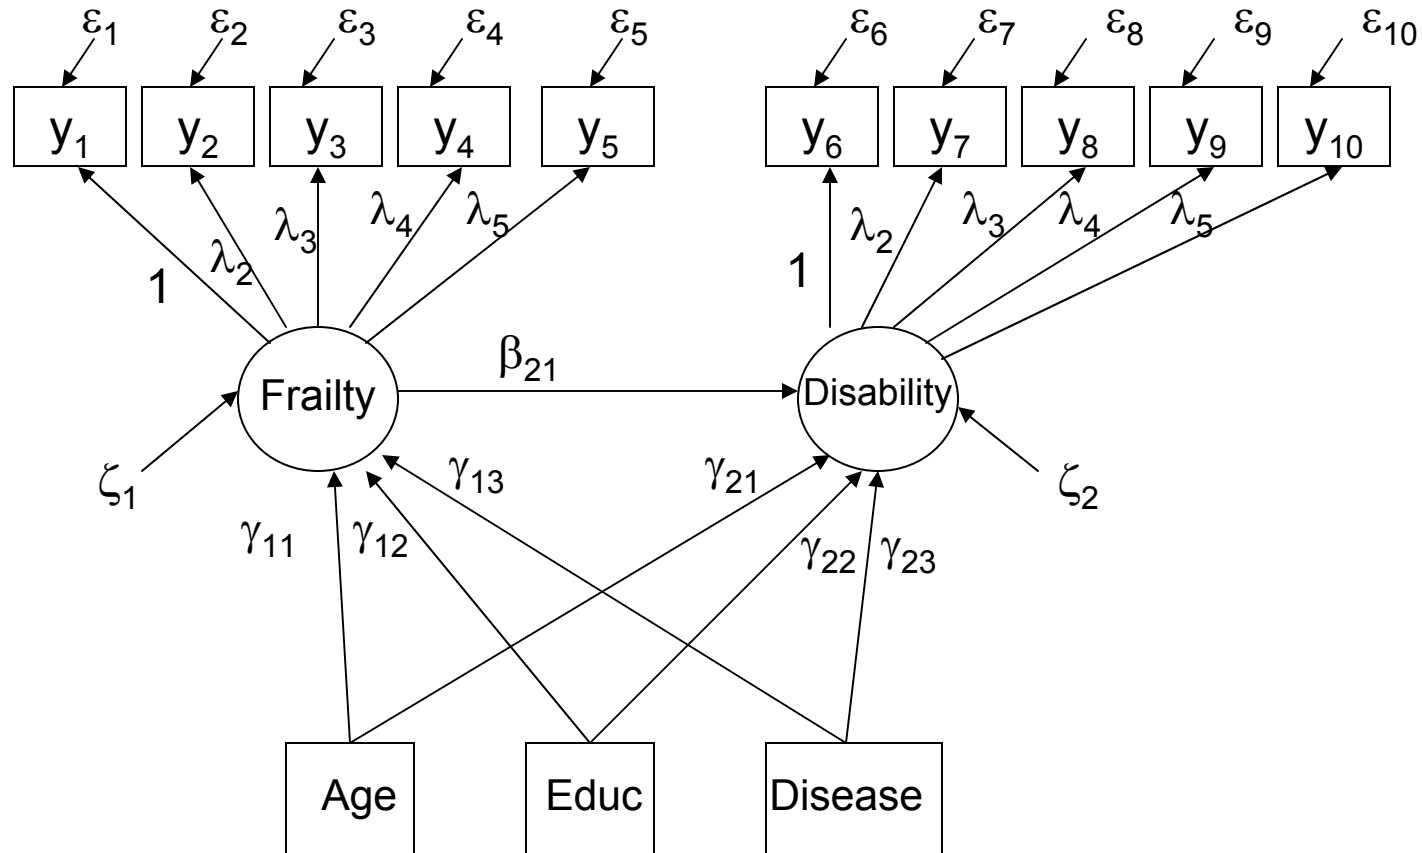 ε1 ε2 ε3 ε4 ε5 ε6 ε7 ε8 ε9 ε10
y1 y2 y3 y4 y5 y6 y7 y8 y9 y10
1 λ2 λ3 λ4 λ5 1 λ2 λ3 λ4 λ5
β21
Frailty Disability
ζ1 γ13 γ21 ζ2
γ11 γ12 γ22 γ23
Age Educ Disease